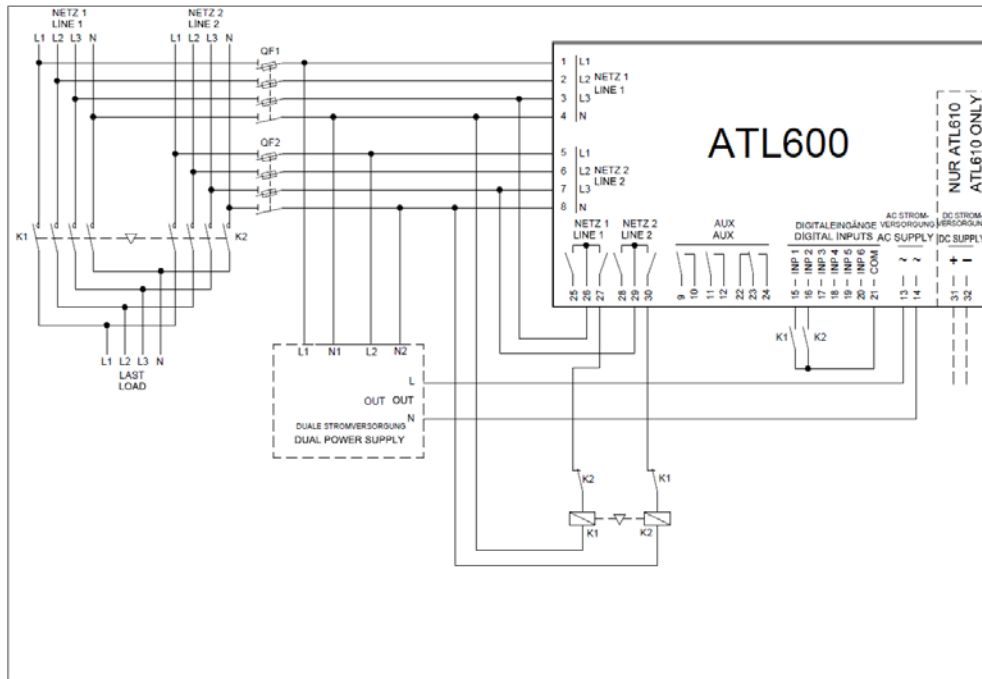 NETZ 1
LINE 1
L1 L2 L3 N
NETZ 2
LINE 2
L1 L2 L3 N
QF1
QF2
1 L1
2 L2
3 L3
4 N
NETZ 1
LINE 1
5 L1
6 L2
7 L3
8 N
NETZ 2
LINE 2
ATL600
NUR ATL610
ATL610 ONLY
K1
K2
L1 L2 L3 N
LAST
LOAD
NETZ 1
LINE 1
25 26 27
NETZ 2
LINE 2
28 29 30
AUX
AUX
9 10 11 12 22 23 24
DIGITALEINGÄNGE
DIGITAL INPUTS
15 INP 1
16 INP 2
17 INP 3
18 INP 4
19 INP 5
20 INP 6
21 COM
AC STROM-
VERSORGUNG
AC SUPPLY
~ ~
13 14
DC STROM-
VERSORGUNG
DC SUPPLY
+ –
31 32
K1 K2
L1 N1 L2 N2
L
OUT OUT
N
DUALE STROMVERSORGUNG
DUAL POWER SUPPLY
K2 K1
K1 K2